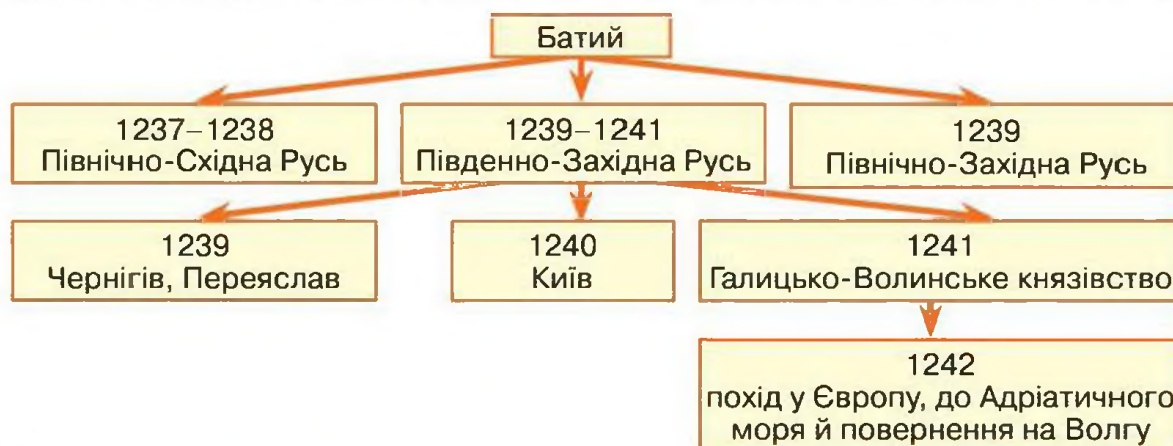 Батий
1237–1238
Північно-Східна Русь
1239–1241
Південно-Західна Русь
1239
Північно-Західна Русь
1239
Чернігів, Переяслав
1240
Київ
1241
Галицько-Волинське князівство
1242
похід у Європу, до Адріатичного
моря й повернення на Волгу